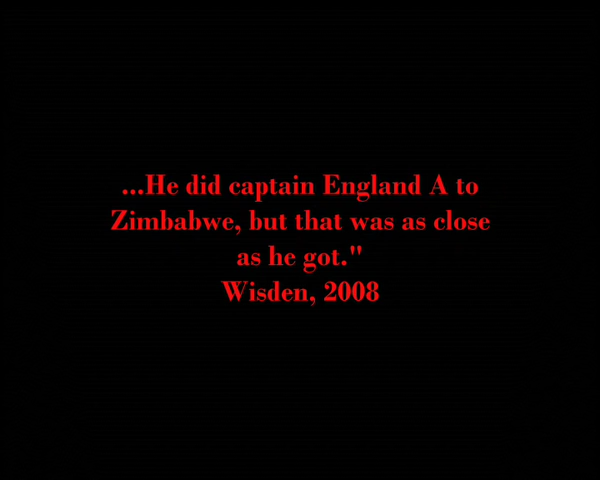 ...He did captain England A to
Zimbabwe, but that was as close
as he got."
Wisden, 2008